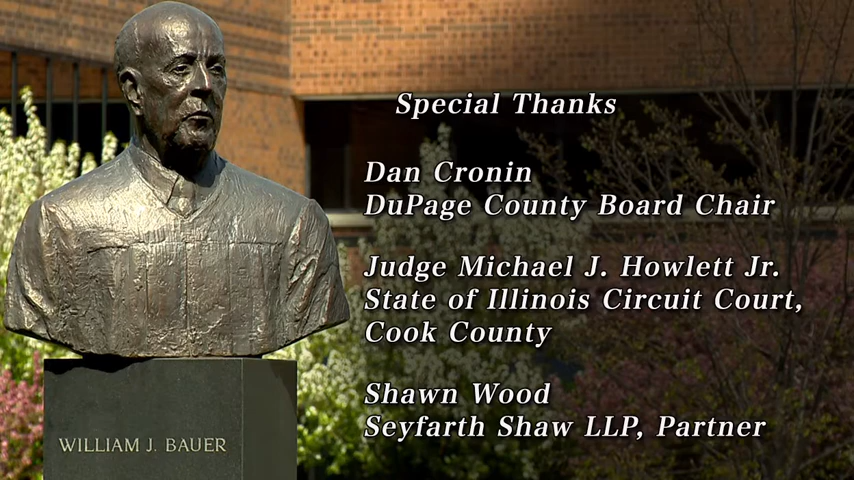 Special Thanks
Dan Cronin
DuPage County Board Chair
Judge Michael J. Howlett Jr.
State of Illinois Circuit Court,
Cook County
Shawn Wood
Seyfarth Shaw LLP, Partner
WILLIAM J. BAUER